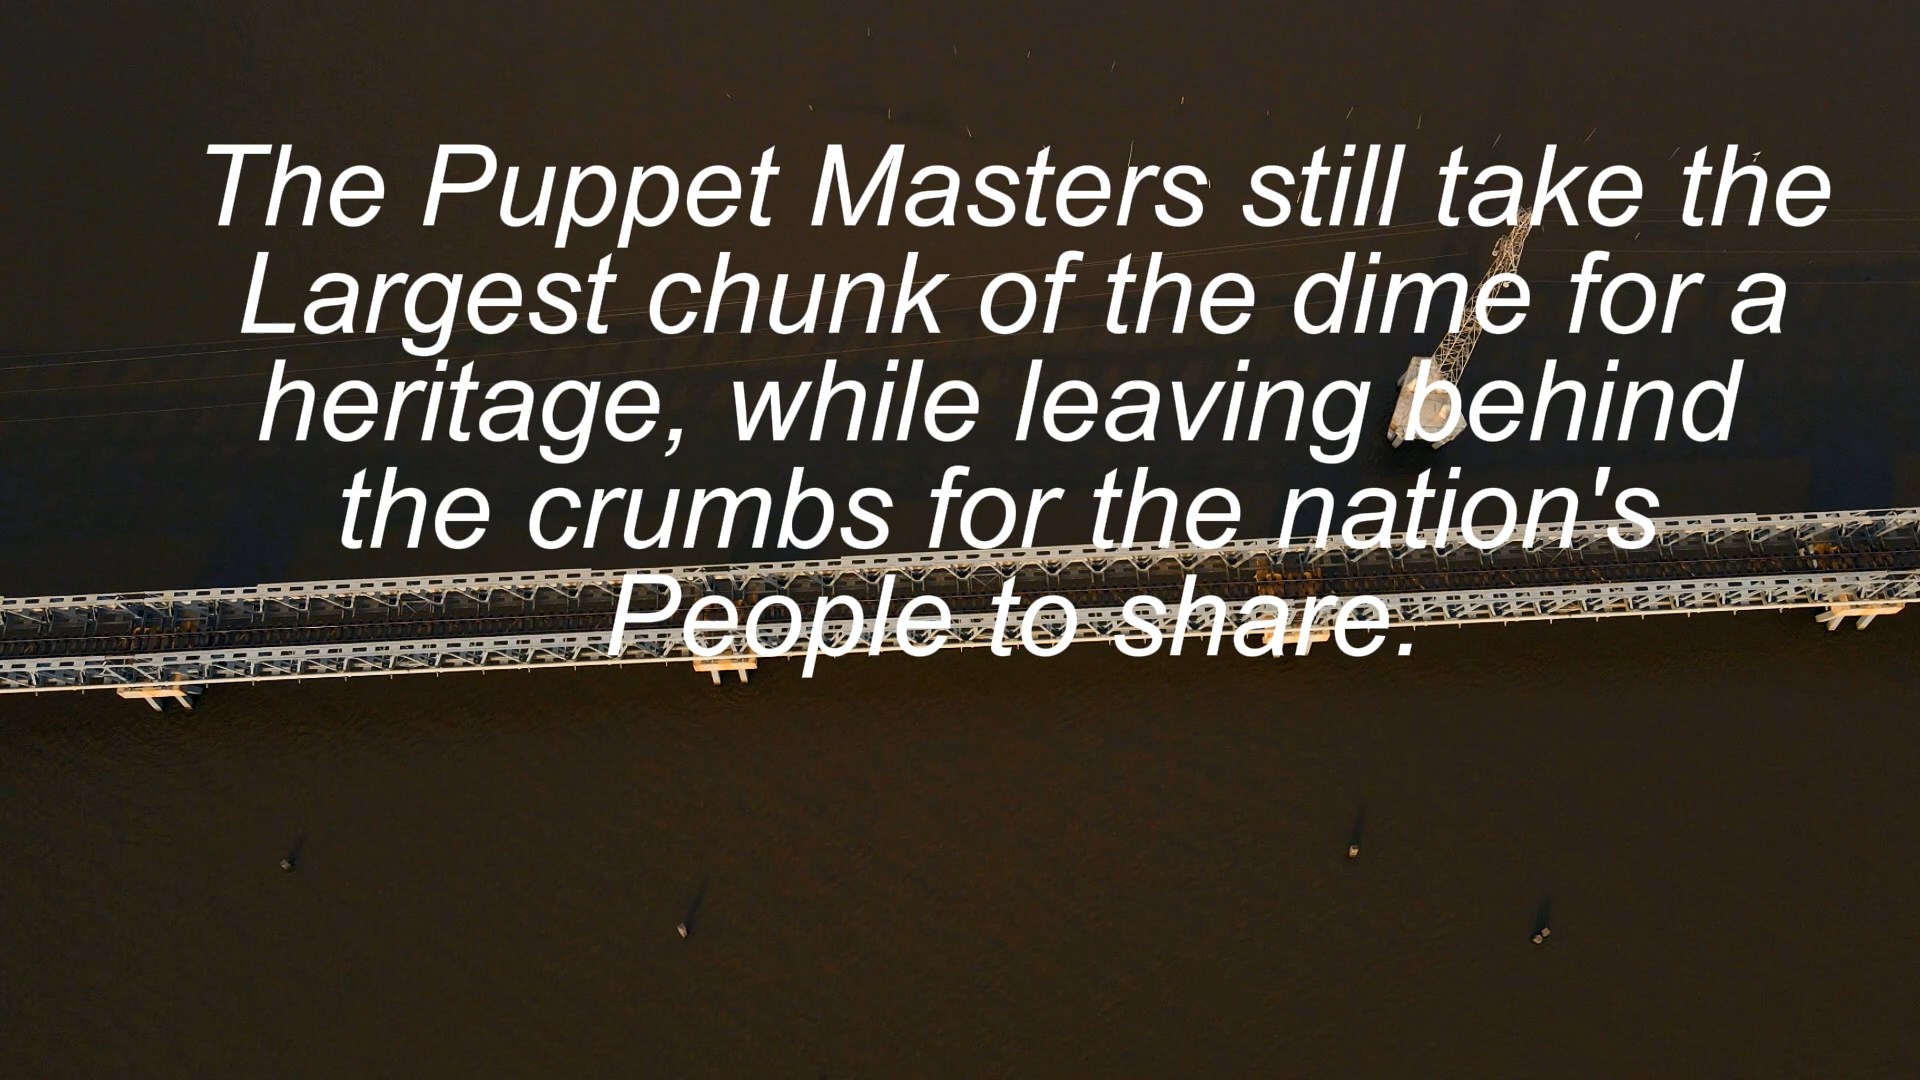 The Puppet Masters still take the
Largest chunk of the dime for a
heritage, while leaving behind
the crumbs for the nation's
People to share.